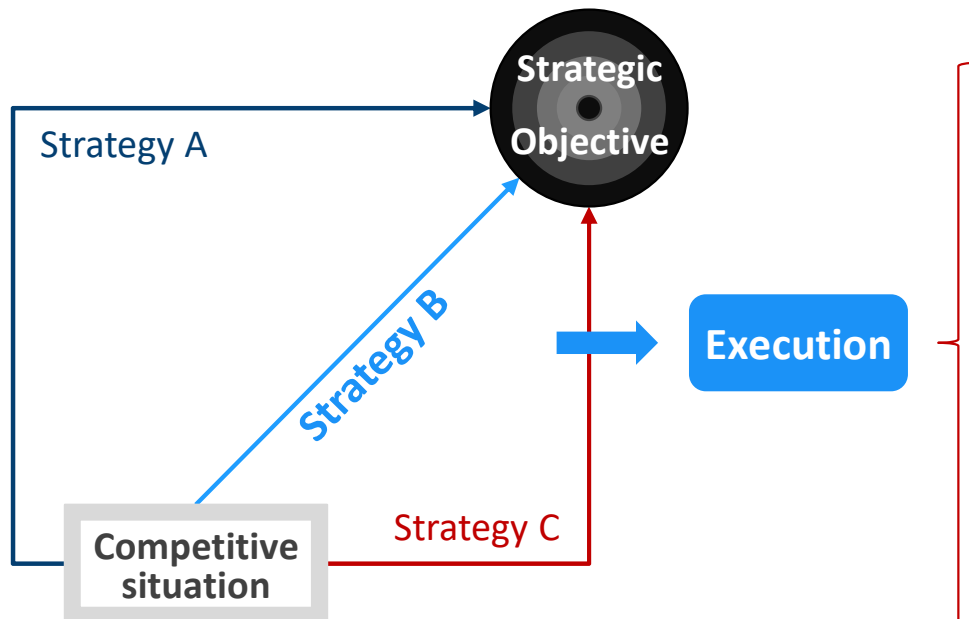 Strategic
Objective
Strategy A
Strategy B
Execution
Strategy C
Competitive
situation